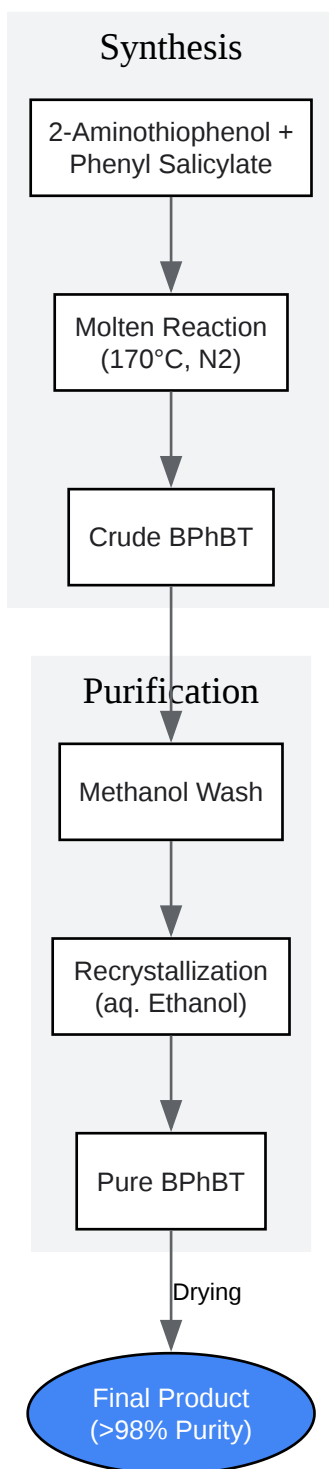 Synthesis
2-Aminothiophenol +
Phenyl Salicylate
Molten Reaction
(170°C, N2)
Crude BPhBT
Purification
Methanol Wash
Recrystallization
(aq. Ethanol)
Pure BPhBT
Drying
Final Product
(>98% Purity)